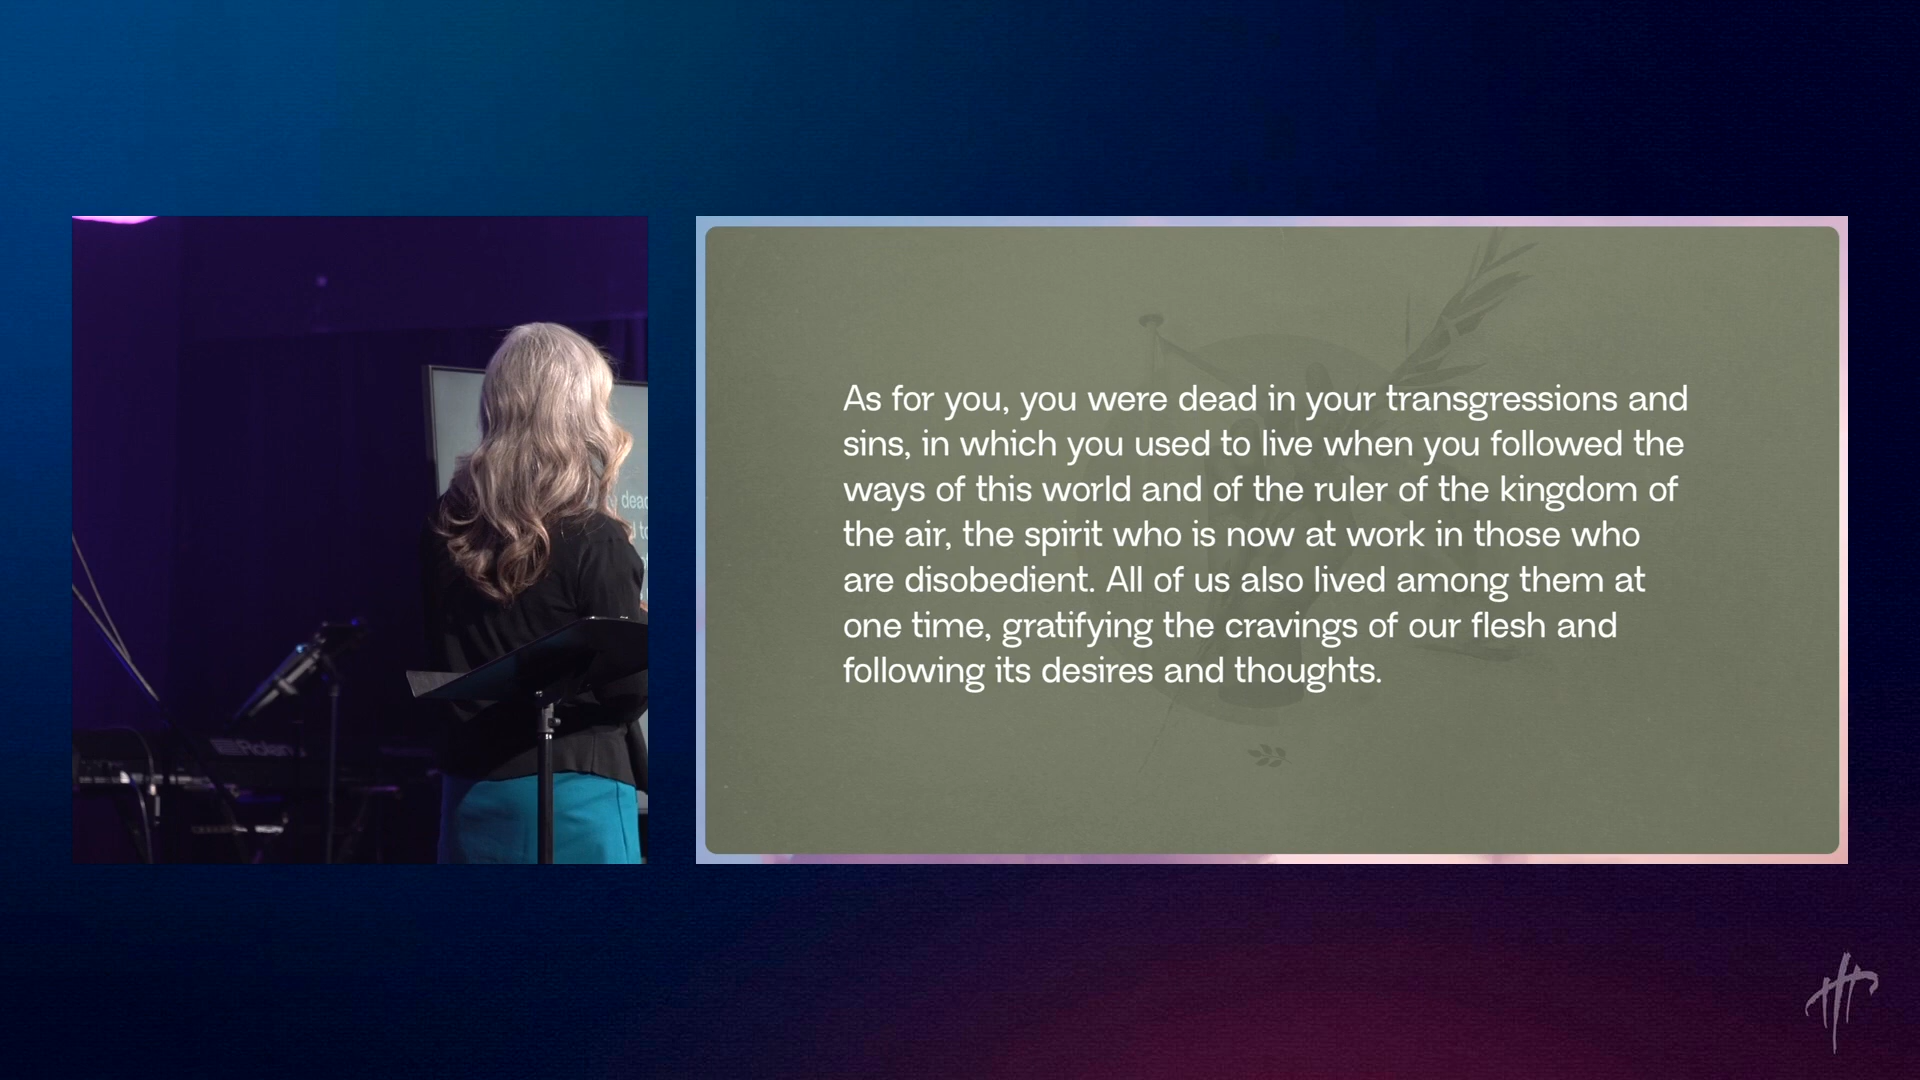 As for you, you were dead in your transgressions and
sins, in which you used to live when you followed the
ways of this world and of the ruler of the kingdom of
the air, the spirit who is now at work in those who
are disobedient. All of us also lived among them at
one time, gratifying the cravings of our flesh and
following its desires and thoughts.
dead
Roland